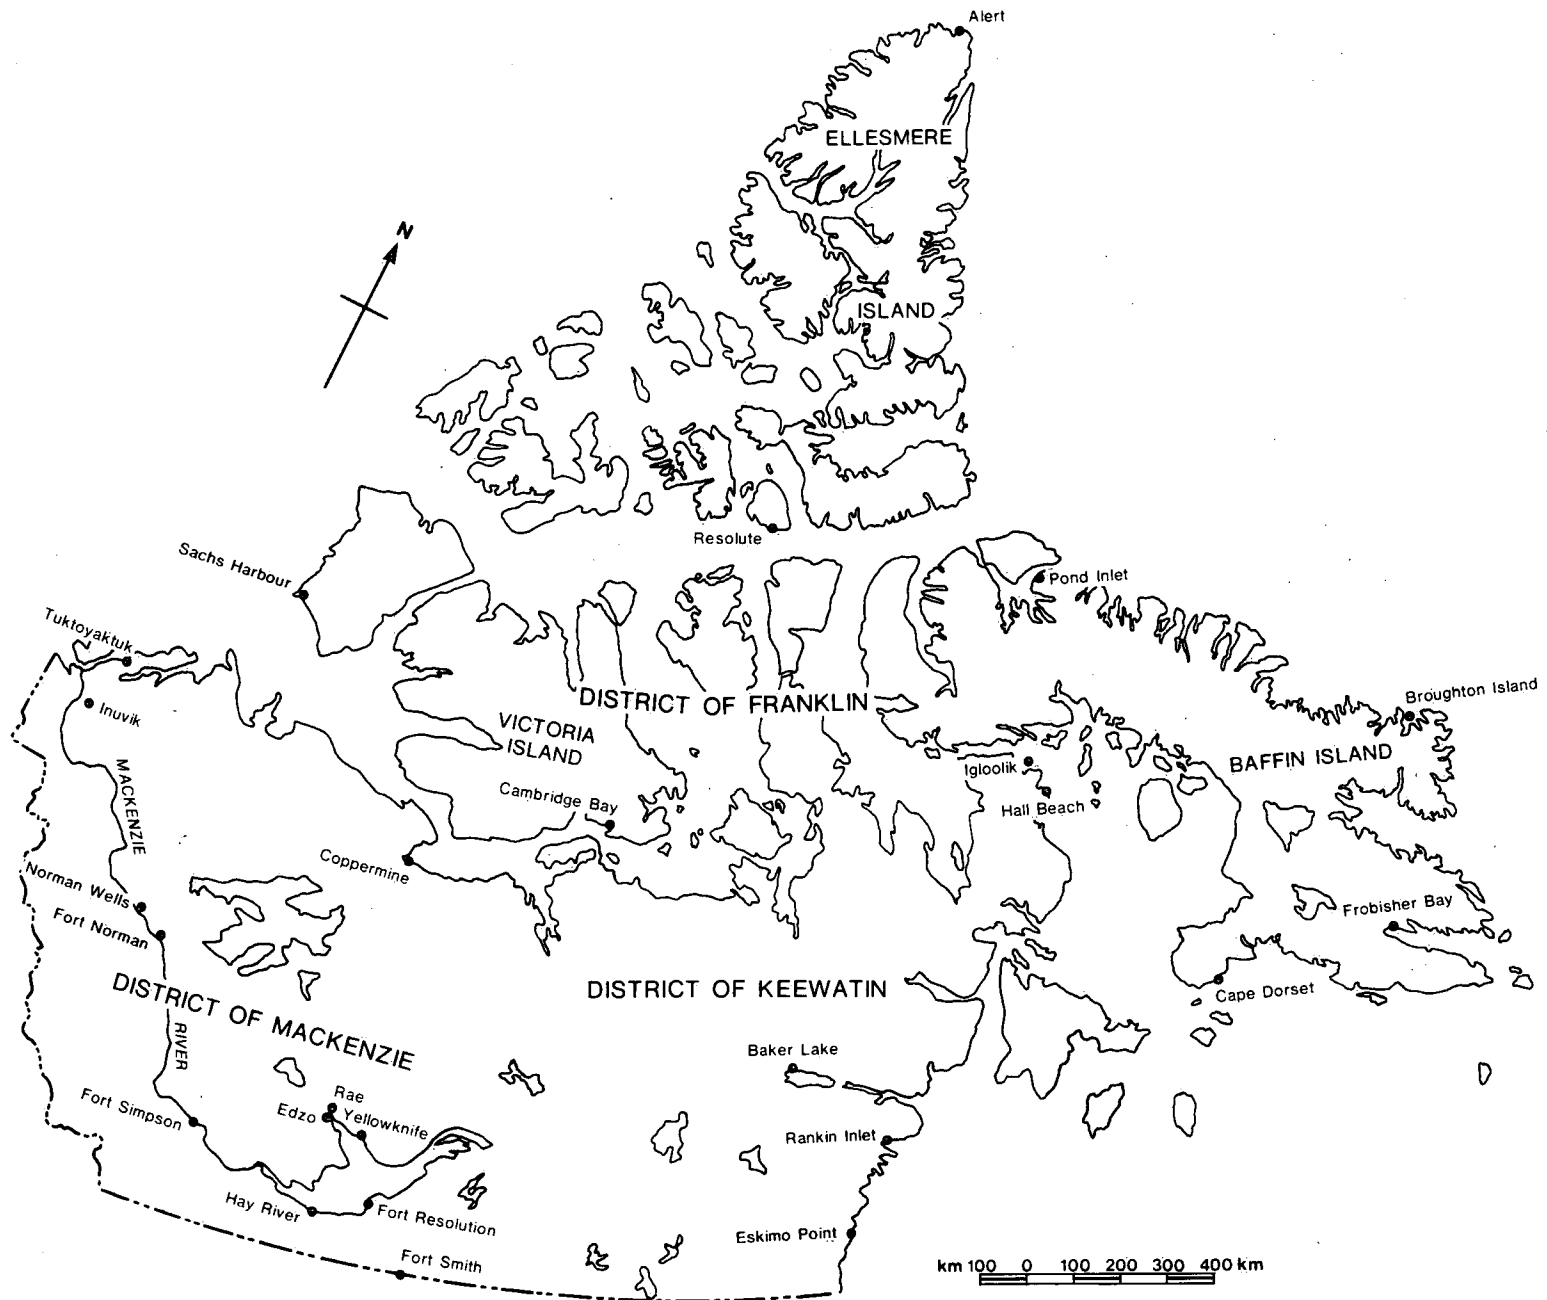 Alert
ELLESMERE
N
ISLAND
Resolute
Sachs Harbour
Pond Inlet
Tuktoyaktuk
Inuvik
DISTRICT OF FRANKLIN
Broughton Island
VICTORIA
ISLAND
BAFFIN ISLAND
Igloolik
MACKENZIE
Cambridge Bay
Hall Beach
Coppermine
Norman Wells
Frobisher Bay
Fort Norman
DISTRICT OF KEEWATIN
Cape Dorset
DISTRICT OF MACKENZIE
RIVER
Baker Lake
Rae
Fort Simpson
Edzo
Yellowknife
Rankin Inlet
Hay River
Fort Resolution
Eskimo Point
Fort Smith
km 100 0 100 200 300 400 km